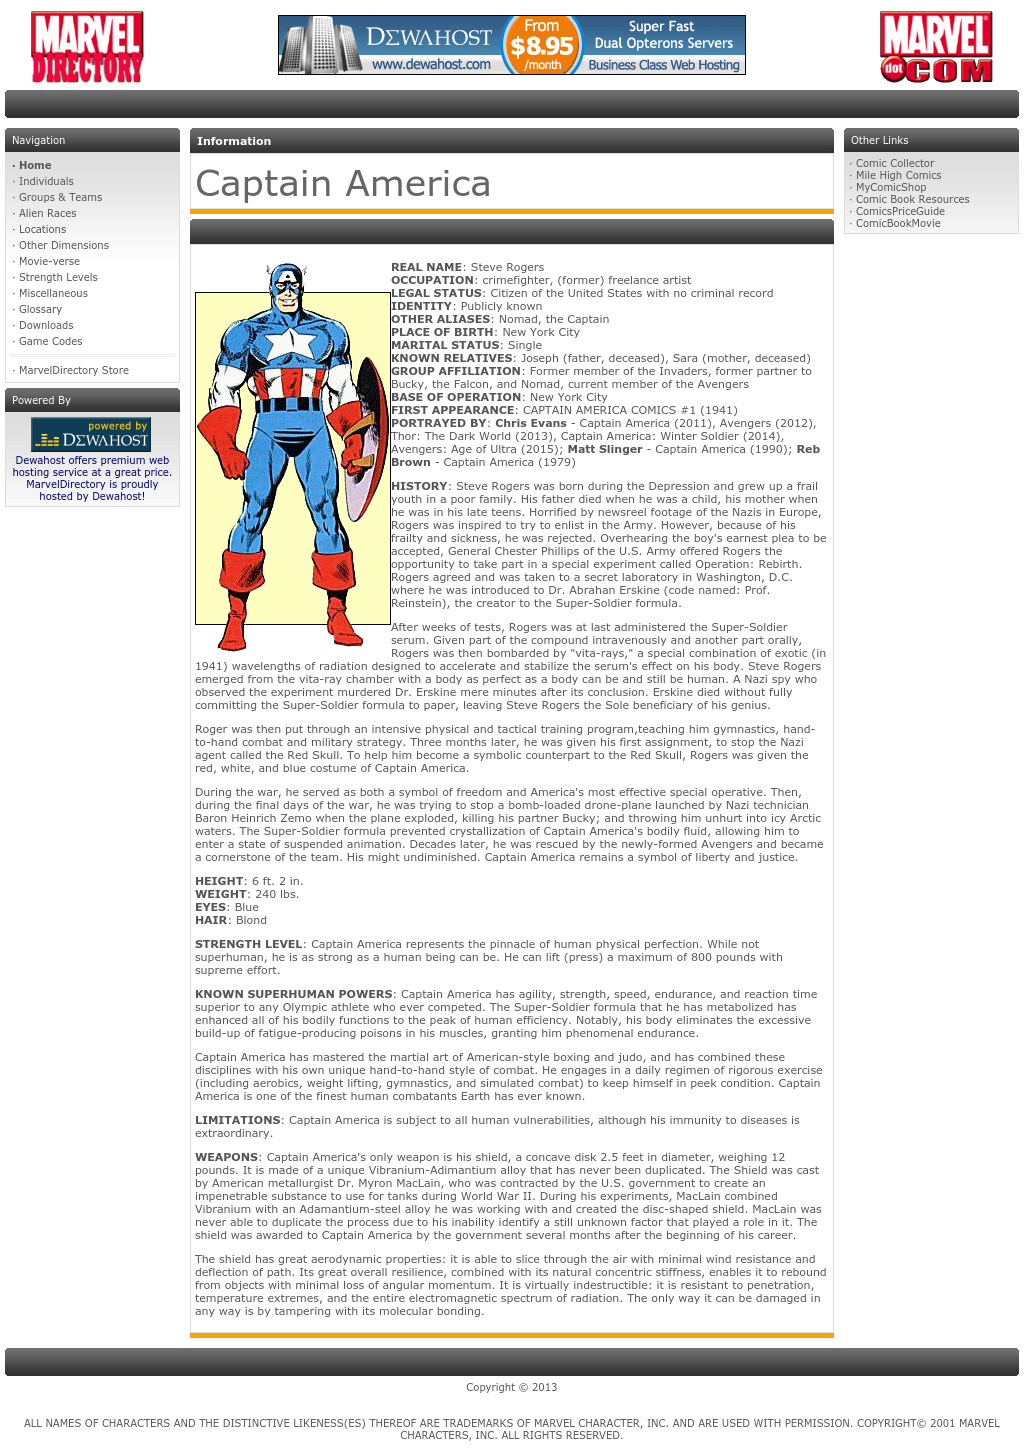 MARVEL
DIRECTORY
DEWAHOST
www.dewahost.com
From
$8.95
/month
Super Fast
Dual Opterons Servers
Business Class Web Hosting
MARVEL
dot COM
Navigation
· Home
· Individuals
· Groups & Teams
· Alien Races
· Locations
· Other Dimensions
· Movie-verse
· Strength Levels
· Miscellaneous
· Glossary
· Downloads
· Game Codes
· MarvelDirectory Store
Powered By
powered by
DEWAHOST
Dewahost offers premium web
hosting service at a great price.
MarvelDirectory is proudly
hosted by Dewahost!
Information
Captain America
REAL NAME: Steve Rogers
OCCUPATION: crimefighter, (former) freelance artist
LEGAL STATUS: Citizen of the United States with no criminal record
IDENTITY: Publicly known
OTHER ALIASES: Nomad, the Captain
PLACE OF BIRTH: New York City
MARITAL STATUS: Single
KNOWN RELATIVES: Joseph (father, deceased), Sara (mother, deceased)
GROUP AFFILIATION: Former member of the Invaders, former partner to
Bucky, the Falcon, and Nomad, current member of the Avengers
BASE OF OPERATION: New York City
FIRST APPEARANCE: CAPTAIN AMERICA COMICS #1 (1941)
PORTRAYED BY: Chris Evans - Captain America (2011), Avengers (2012),
Thor: The Dark World (2013), Captain America: Winter Soldier (2014),
Avengers: Age of Ultra (2015); Matt Slinger - Captain America (1990); Reb
Brown - Captain America (1979)
HISTORY: Steve Rogers was born during the Depression and grew up a frail
youth in a poor family. His father died when he was a child, his mother when
he was in his late teens. Horrified by newsreel footage of the Nazis in Europe,
Rogers was inspired to try to enlist in the Army. However, because of his
frailty and sickness, he was rejected. Overhearing the boy's earnest plea to be
accepted, General Chester Phillips of the U.S. Army offered Rogers the
opportunity to take part in a special experiment called Operation: Rebirth.
Rogers agreed and was taken to a secret laboratory in Washington, D.C.
where he was introduced to Dr. Abrahan Erskine (code named: Prof.
Reinstein), the creator to the Super-Soldier formula.
After weeks of tests, Rogers was at last administered the Super-Soldier
serum. Given part of the compound intravenously and another part orally,
Rogers was then bombarded by "vita-rays," a special combination of exotic (in
1941) wavelengths of radiation designed to accelerate and stabilize the serum's effect on his body. Steve Rogers
emerged from the vita-ray chamber with a body as perfect as a body can be and still be human. A Nazi spy who
observed the experiment murdered Dr. Erskine mere minutes after its conclusion. Erskine died without fully
committing the Super-Soldier formula to paper, leaving Steve Rogers the Sole beneficiary of his genius.
Roger was then put through an intensive physical and tactical training program,teaching him gymnastics, hand-
to-hand combat and military strategy. Three months later, he was given his first assignment, to stop the Nazi
agent called the Red Skull. To help him become a symbolic counterpart to the Red Skull, Rogers was given the
red, white, and blue costume of Captain America.
During the war, he served as both a symbol of freedom and America's most effective special operative. Then,
during the final days of the war, he was trying to stop a bomb-loaded drone-plane launched by Nazi technician
Baron Heinrich Zemo when the plane exploded, killing his partner Bucky; and throwing him unhurt into icy Arctic
waters. The Super-Soldier formula prevented crystallization of Captain America's bodily fluid, allowing him to
enter a state of suspended animation. Decades later, he was rescued by the newly-formed Avengers and became
a cornerstone of the team. His might undiminished. Captain America remains a symbol of liberty and justice.
HEIGHT: 6 ft. 2 in.
WEIGHT: 240 lbs.
EYES: Blue
HAIR: Blond
STRENGTH LEVEL: Captain America represents the pinnacle of human physical perfection. While not
superhuman, he is as strong as a human being can be. He can lift (press) a maximum of 800 pounds with
supreme effort.
KNOWN SUPERHUMAN POWERS: Captain America has agility, strength, speed, endurance, and reaction time
superior to any Olympic athlete who ever competed. The Super-Soldier formula that he has metabolized has
enhanced all of his bodily functions to the peak of human efficiency. Notably, his body eliminates the excessive
build-up of fatigue-producing poisons in his muscles, granting him phenomenal endurance.
Captain America has mastered the martial art of American-style boxing and judo, and has combined these
disciplines with his own unique hand-to-hand style of combat. He engages in a daily regimen of rigorous exercise
(including aerobics, weight lifting, gymnastics, and simulated combat) to keep himself in peek condition. Captain
America is one of the finest human combatants Earth has ever known.
LIMITATIONS: Captain America is subject to all human vulnerabilities, although his immunity to diseases is
extraordinary.
WEAPONS: Captain America's only weapon is his shield, a concave disk 2.5 feet in diameter, weighing 12
pounds. It is made of a unique Vibranium-Adimantium alloy that has never been duplicated. The Shield was cast
by American metallurgist Dr. Myron MacLain, who was contracted by the U.S. government to create an
impenetrable substance to use for tanks during World War II. During his experiments, MacLain combined
Vibranium with an Adamantium-steel alloy he was working with and created the disc-shaped shield. MacLain was
never able to duplicate the process due to his inability identify a still unknown factor that played a role in it. The
shield was awarded to Captain America by the government several months after the beginning of his career.
The shield has great aerodynamic properties: it is able to slice through the air with minimal wind resistance and
deflection of path. Its great overall resilience, combined with its natural concentric stiffness, enables it to rebound
from objects with minimal loss of angular momentum. It is virtually indestructible: it is resistant to penetration,
temperature extremes, and the entire electromagnetic spectrum of radiation. The only way it can be damaged in
any way is by tampering with its molecular bonding.
Other Links
· Comic Collector
· Mile High Comics
· MyComicShop
· Comic Book Resources
· ComicsPriceGuide
· ComicBookMovie
Copyright © 2013
ALL NAMES OF CHARACTERS AND THE DISTINCTIVE LIKENESS(ES) THEREOF ARE TRADEMARKS OF MARVEL CHARACTER, INC. AND ARE USED WITH PERMISSION. COPYRIGHT© 2001 MARVEL
CHARACTERS, INC. ALL RIGHTS RESERVED.